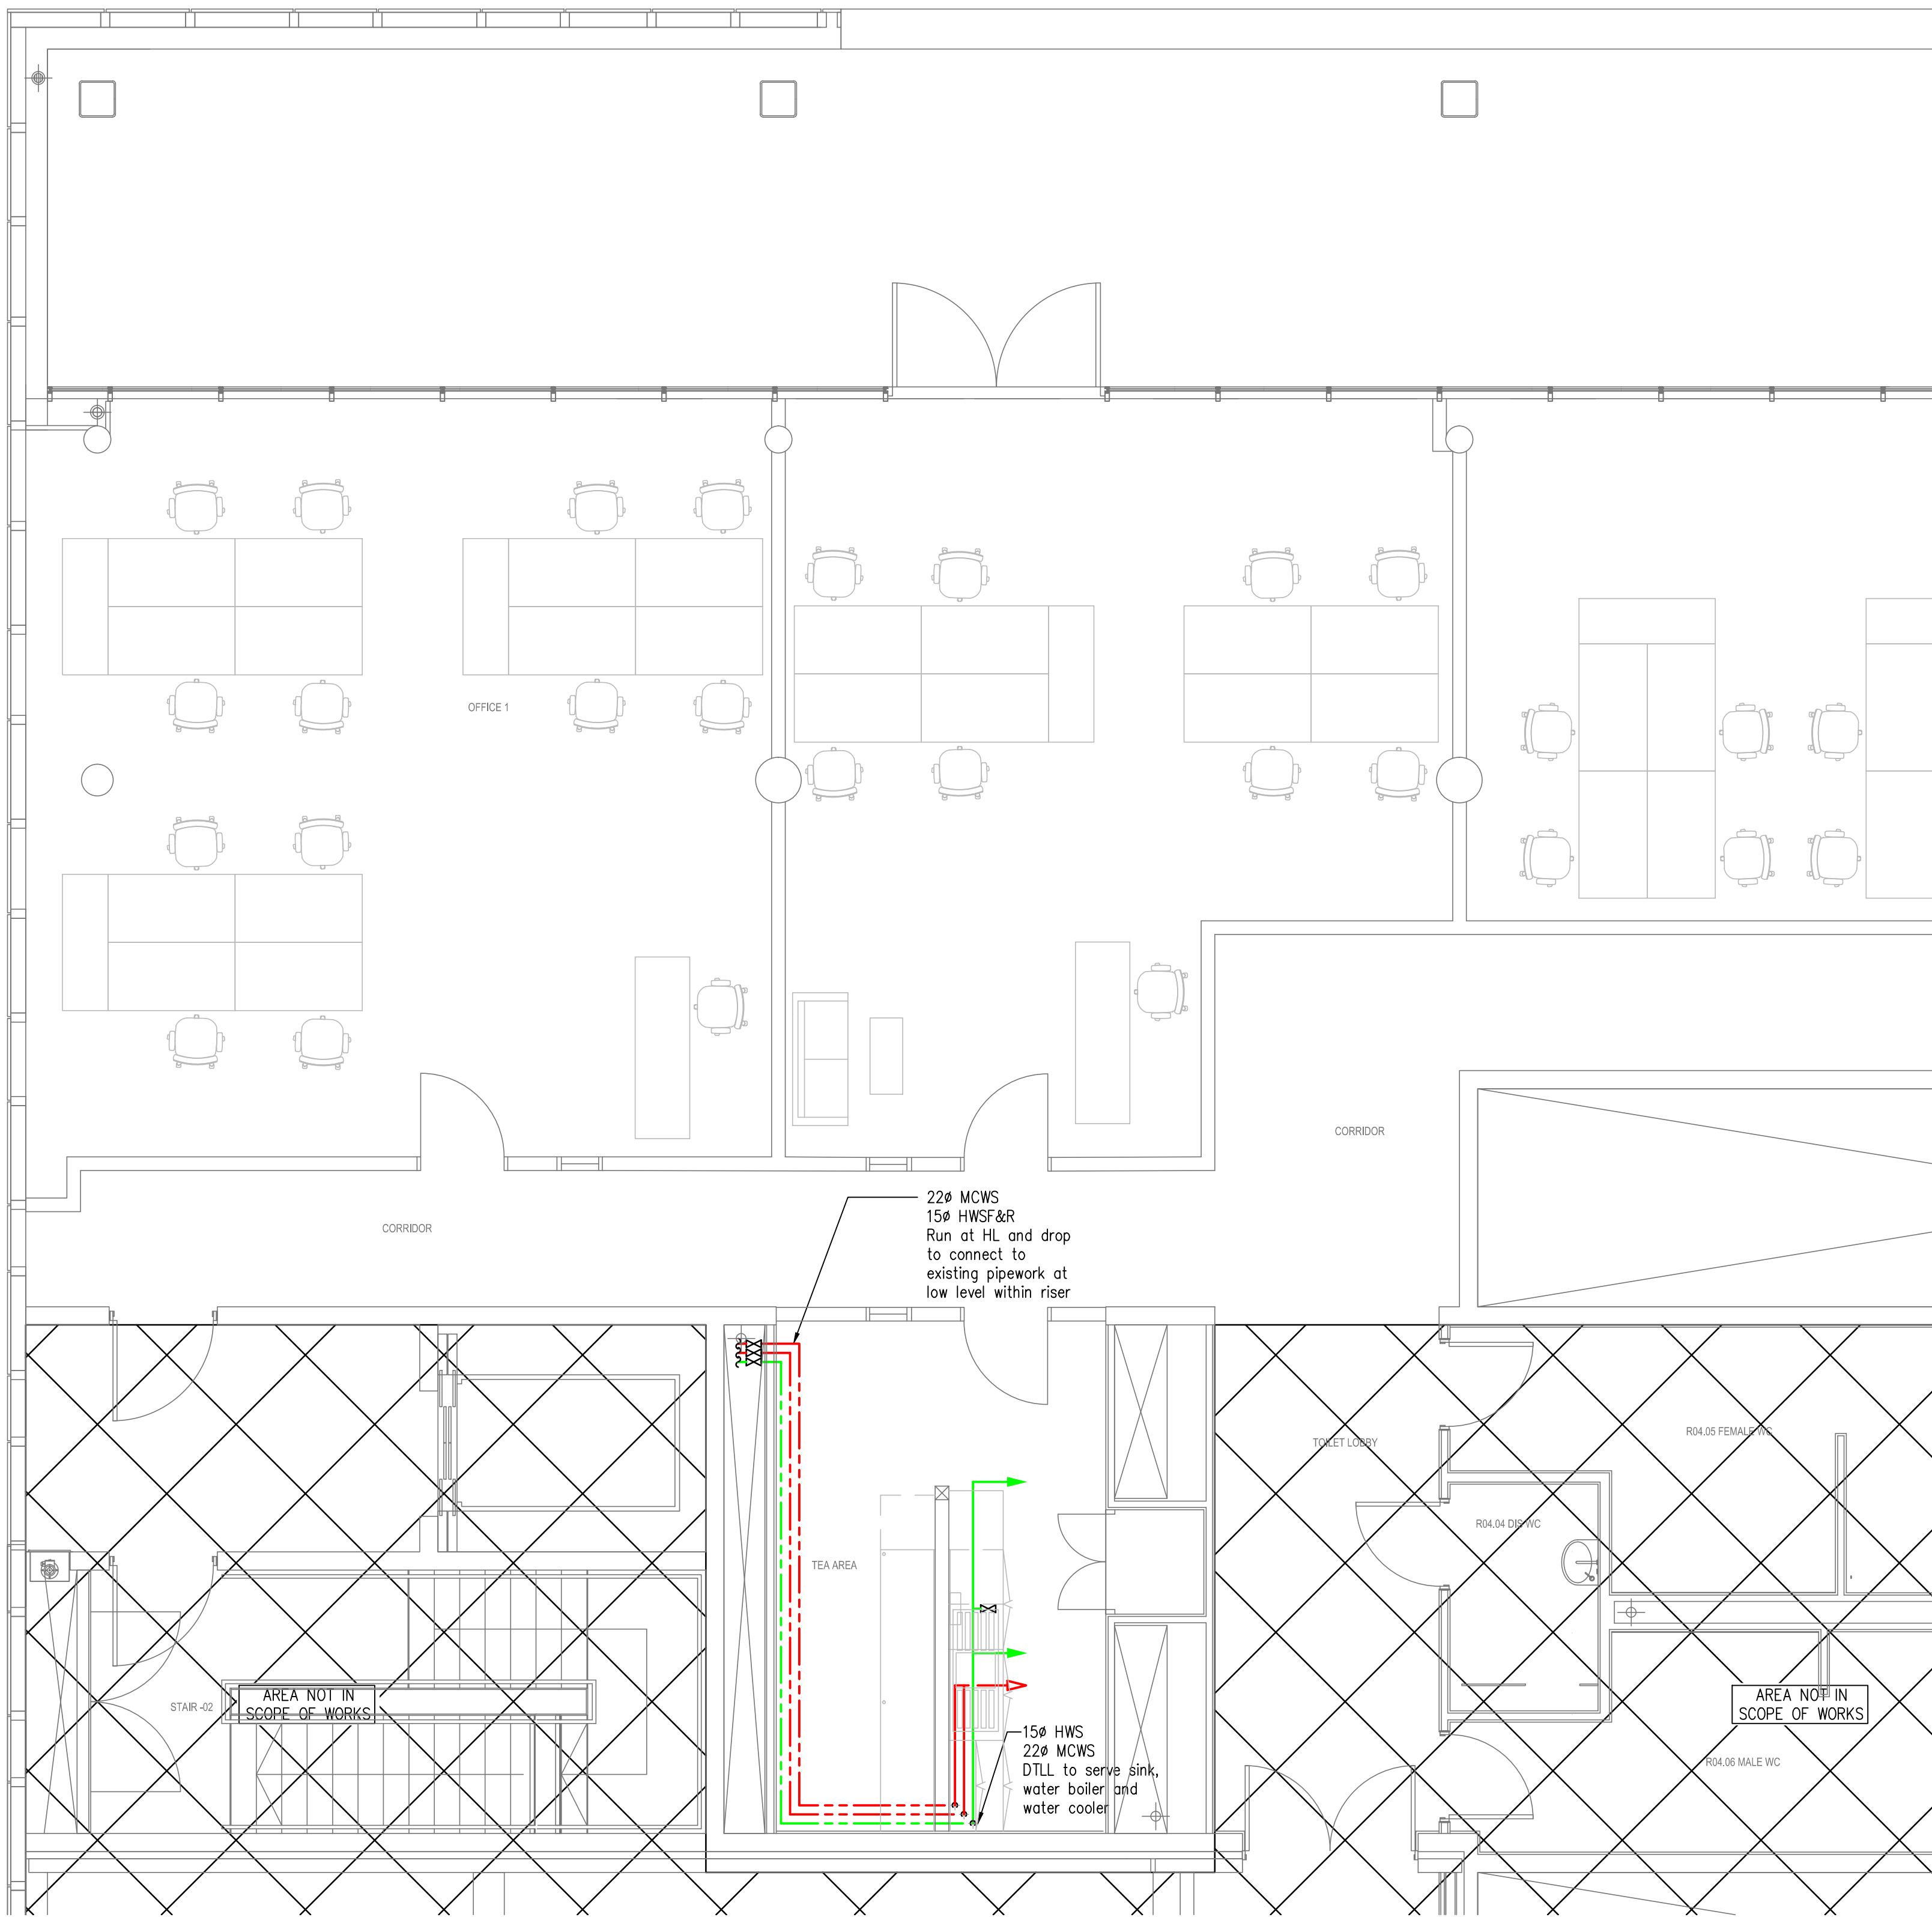 OFFICE 1
CORRIDOR
22ø MCWS
15ø HWSF&R
Run at HL and drop
to connect to
existing pipework at
low level within riser
CORRIDOR
TOILET LOBBY
R04.05 FEMALE WC
R04.04 DIS WC
TEA AREA
STAIR -02
AREA NOT IN
SCOPE OF WORKS
AREA NOT IN
SCOPE OF WORKS
15ø HWS
22ø MCWS
DTLL to serve sink,
water boiler and
water cooler
R04.06 MALE WC